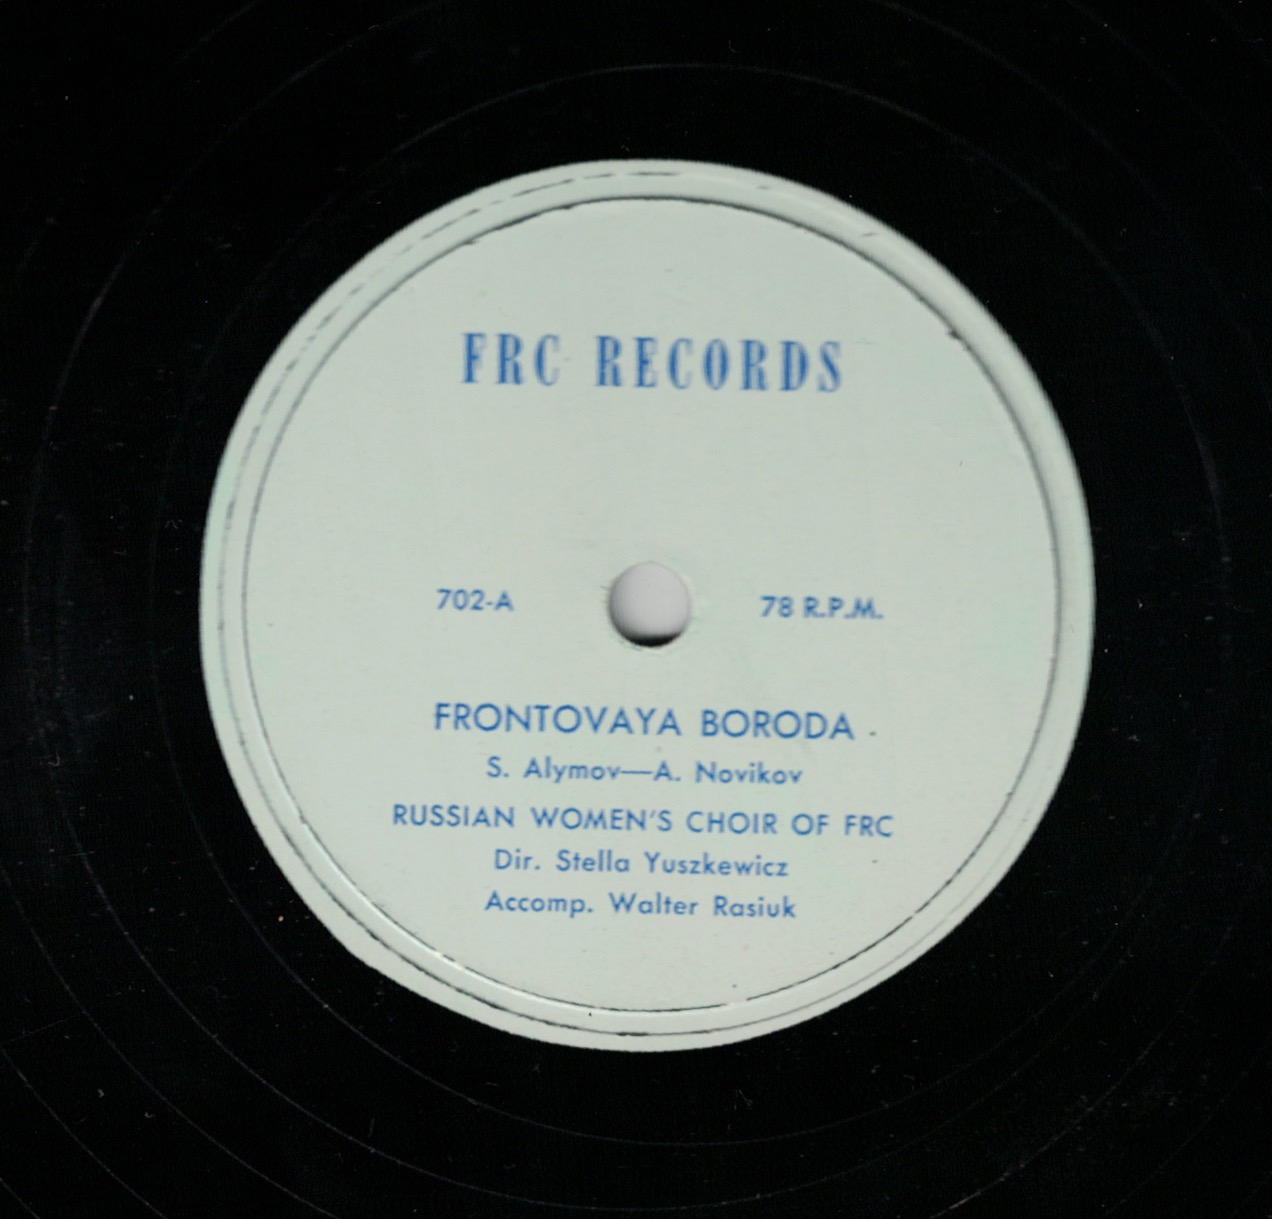 FRC RECORDS
702-A 78 R.P.M.
FRONTOVAYA BORODA
S. Alymov—A. Novikov
RUSSIAN WOMEN'S CHOIR OF FRC
Dir. Stella Yuszkewicz
Accomp. Walter Rasiuk